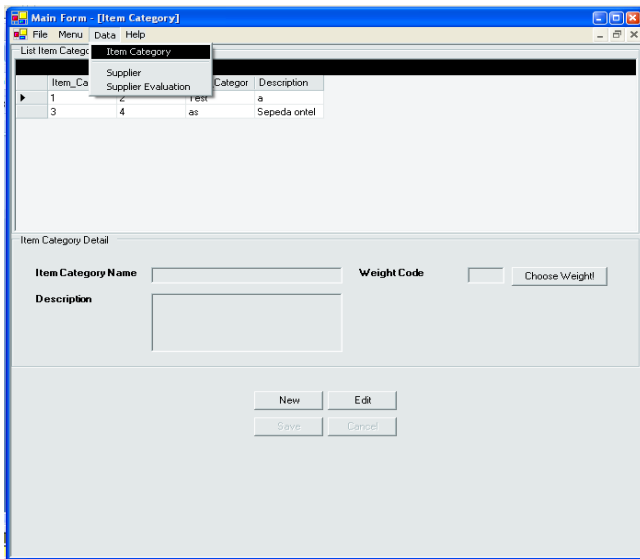 Main Form - [Item Category]
File Menu Data Help
List Item Catego
Item Category
Supplier
Supplier Evaluation
Item_Ca Categor Description
1 2 Test a
3 4 as Sepeda ontel
Item Category Detail
Item Category Name Weight Code Choose Weight!
Description
New Edit
Save Cancel